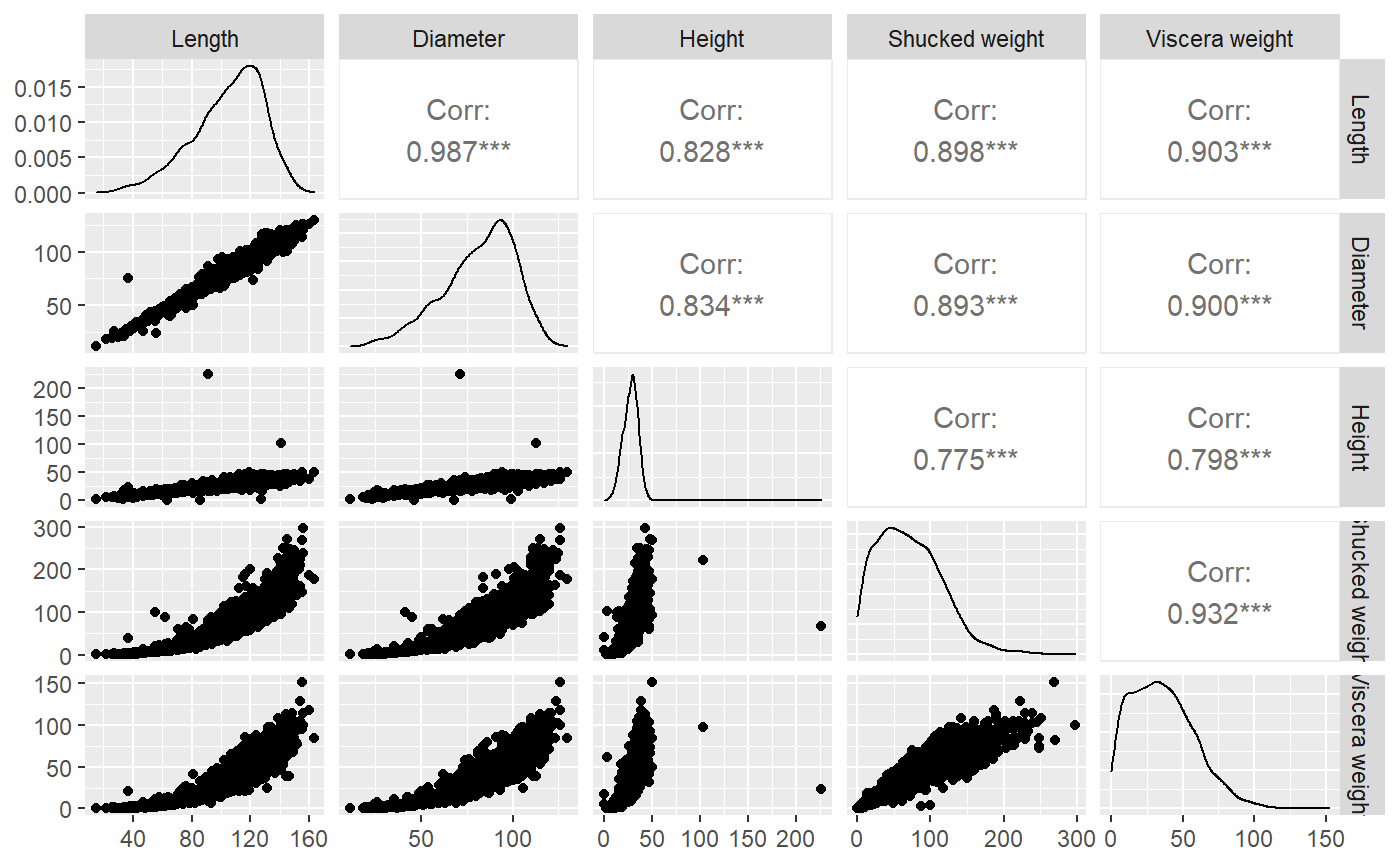 Length Diameter Height Shucked weight Viscera weight
0.015
0.010
0.005
0.000
Corr:
0.987***
Corr:
0.828***
Corr:
0.898***
Corr:
0.903***
Length
100
50
Corr:
0.834***
Corr:
0.893***
Corr:
0.900***
Diameter
200
150
100
50
0
Corr:
0.775***
Corr:
0.798***
Height
300
200
100
0
Corr:
0.932***
hucked weigh
150
100
50
0
Viscera weigh
40 80 120 160
50 100
0 50 100 150 200
0 100 200 300
0 50 100 150